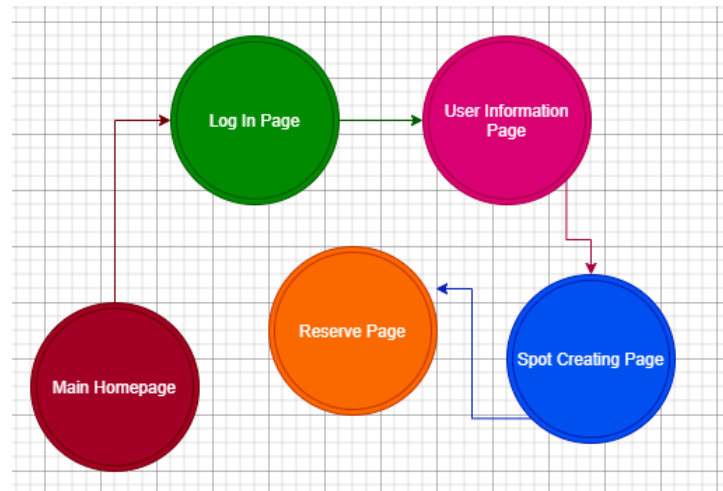 Log In Page
User Information
Page
Reserve Page
Spot Creating Page
Main Homepage